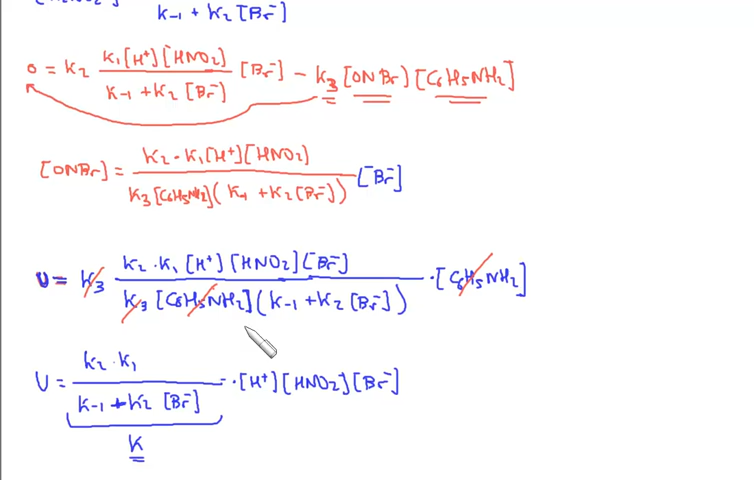 k-1 + k2 [Br-]
0 = k2 k1[H+][HNO2] / k-1 + k2 [Br-] [Br-] - k3 [ONBr) [C6H5NH2]
[ONBr] = k2 · k1 [H+] [HNO2] / k3 [C6H5NH2] ( k-1 + k2 [Br-] ) [Br-]
υ = k3 k2 · k1 [H+] [HNO2] [Br-] / k3 [C6H5NH2] ( k-1 + k2 [Br-] ) · [C6H5NH2]
υ = k2 · k1 / k-1 + k2 [Br-] = · [H+] [HNO2] [Br-]
k